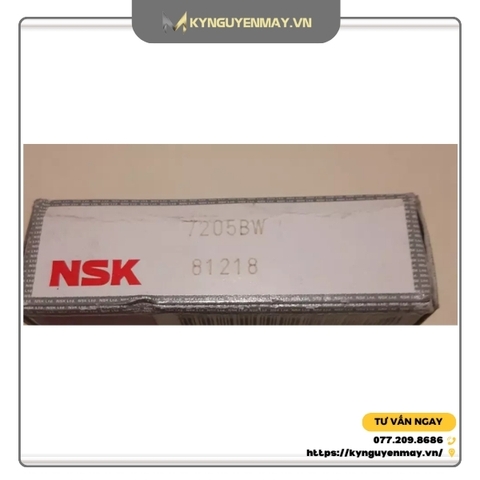 KYNGUYENMAY.VN
7205BW
81218
NSK
TƯ VẤN NGAY
077.209.8686
https://kynguyenmay.vn/